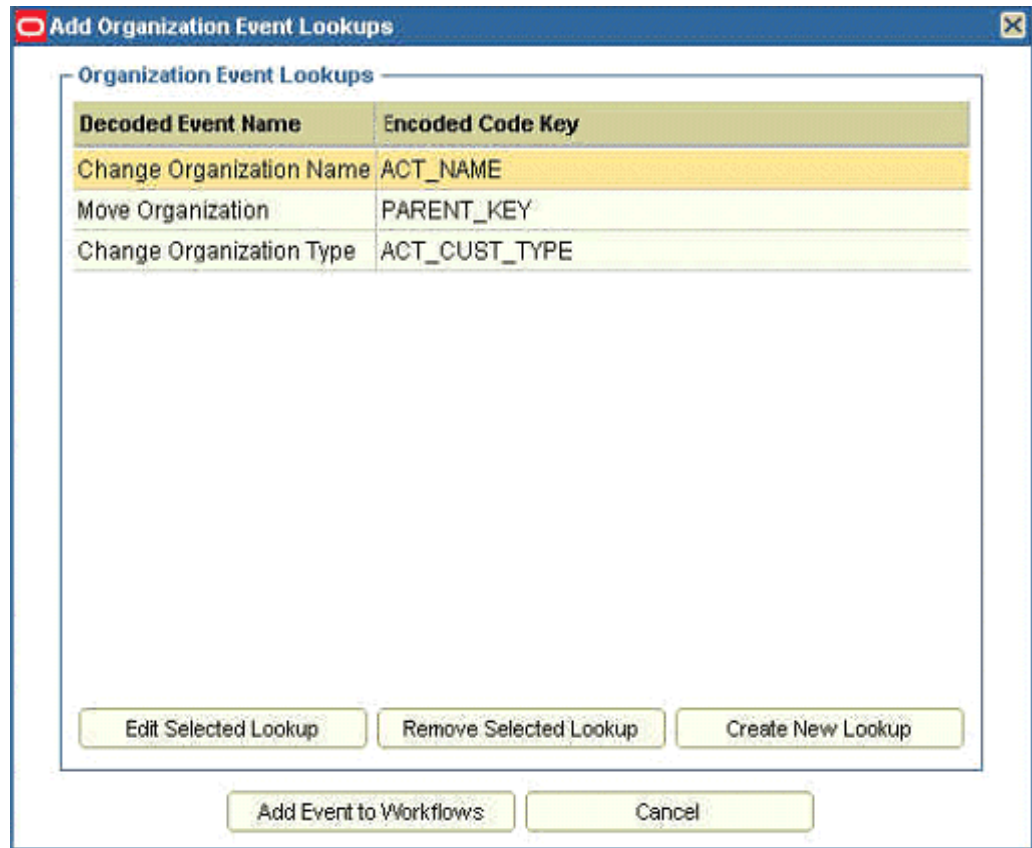 Add Organization Event Lookups
Organization Event Lookups
Decoded Event Name Encoded Code Key
Change Organization Name ACT_NAME
Move Organization PARENT_KEY
Change Organization Type ACT_CUST_TYPE
Edit Selected Lookup Remove Selected Lookup Create New Lookup
Add Event to Workflows Cancel